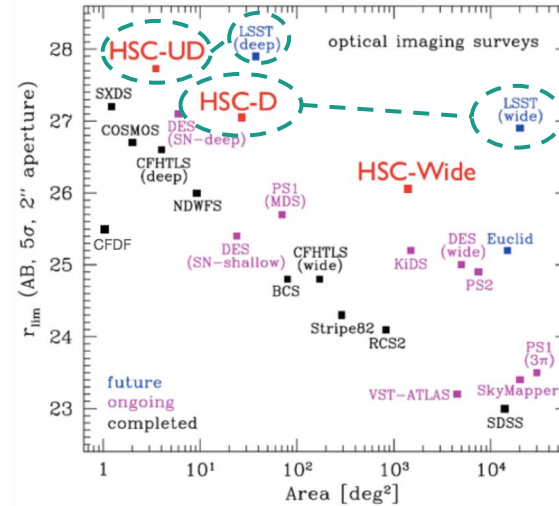 optical imaging surveys
LSST
(deep)
HSC-UD
SXDS
HSC-D
LSST
(wide)
DES
(SN-deep)
COSMOS
CFHTLS
(deep)
HSC-Wide
NDWFS
PS1
(MDS)
CFDF
DES
(SN-shallow)
CFHTLS
(wide)
KiDS
DES
(wide)
Euclid
PS2
BCS
Stripe82
RCS2
PS1
(3π)
SkyMapper
VST-ATLAS
SDSS
future
ongoing
completed
28
27
26
25
24
23
r_lim (AB, 5σ, 2″ aperture)
1 10¹ 10² 10³ 10⁴
Area [deg²]